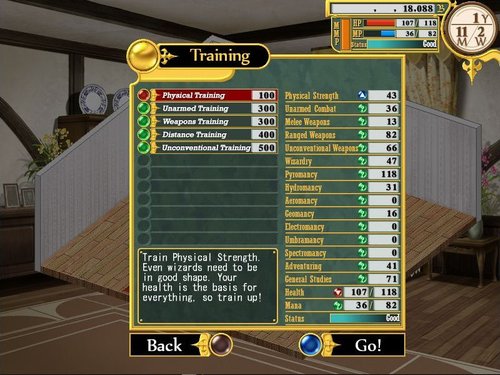 . . 18.088
HP 107 / 118
MP 36 / 82
Status Good
1Y
11 2
M W
Training
Physical Training 100
Unarmed Training 300
Weapons Training 300
Distance Training 400
Unconventional Training 500
Physical Strength 43
Unarmed Combat 36
Melee Weapons 13
Ranged Weapons 82
Unconventional Weapons 66
Wizardry 47
Pyromancy 118
Hydromancy 31
Aeromancy 0
Geomancy 16
Electromancy 0
Umbramancy 0
Spectromancy 0
Adventuring 41
General Studies 71
Health 107 / 118
Mana 36 / 82
Status Good
Train Physical Strength.
Even wizards need to be
in good shape. Your
health is the basis for
everything, so train up!
Back
Go!